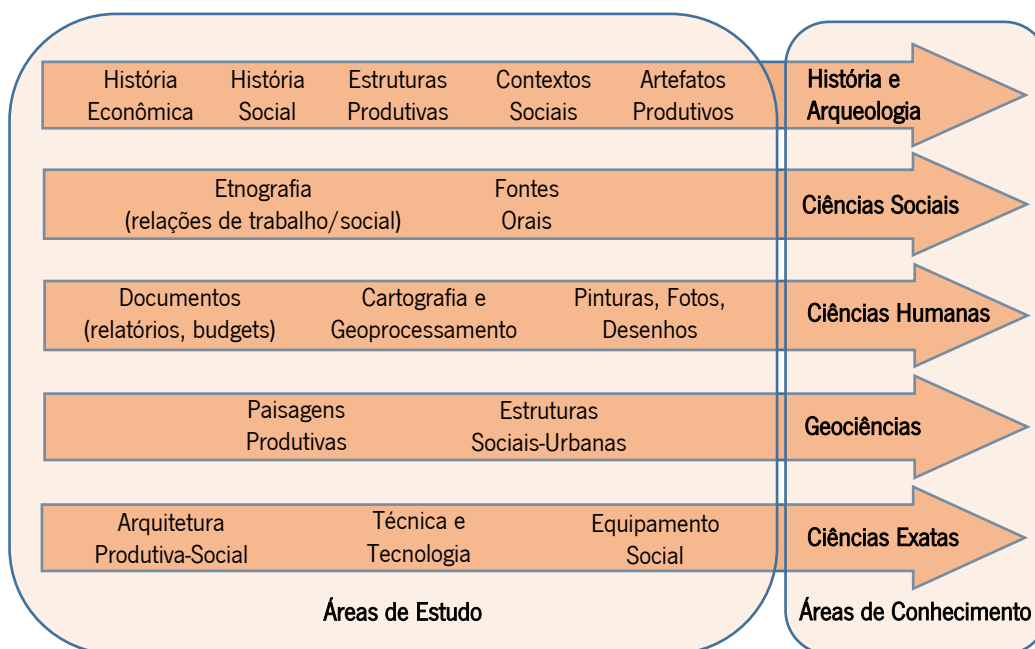 História Econômica
História Social
Estruturas Produtivas
Contextos Sociais
Artefatos Produtivos
História e Arqueologia
Etnografia
(relações de trabalho/social)
Fontes Orais
Ciências Sociais
Documentos
(relatórios, budgets)
Cartografia e Geoprocessamento
Pinturas, Fotos, Desenhos
Ciências Humanas
Paisagens Produtivas
Estruturas Sociais-Urbanas
Geociências
Arquitetura Produtiva-Social
Técnica e Tecnologia
Equipamento Social
Ciências Exatas
Áreas de Estudo
Áreas de Conhecimento